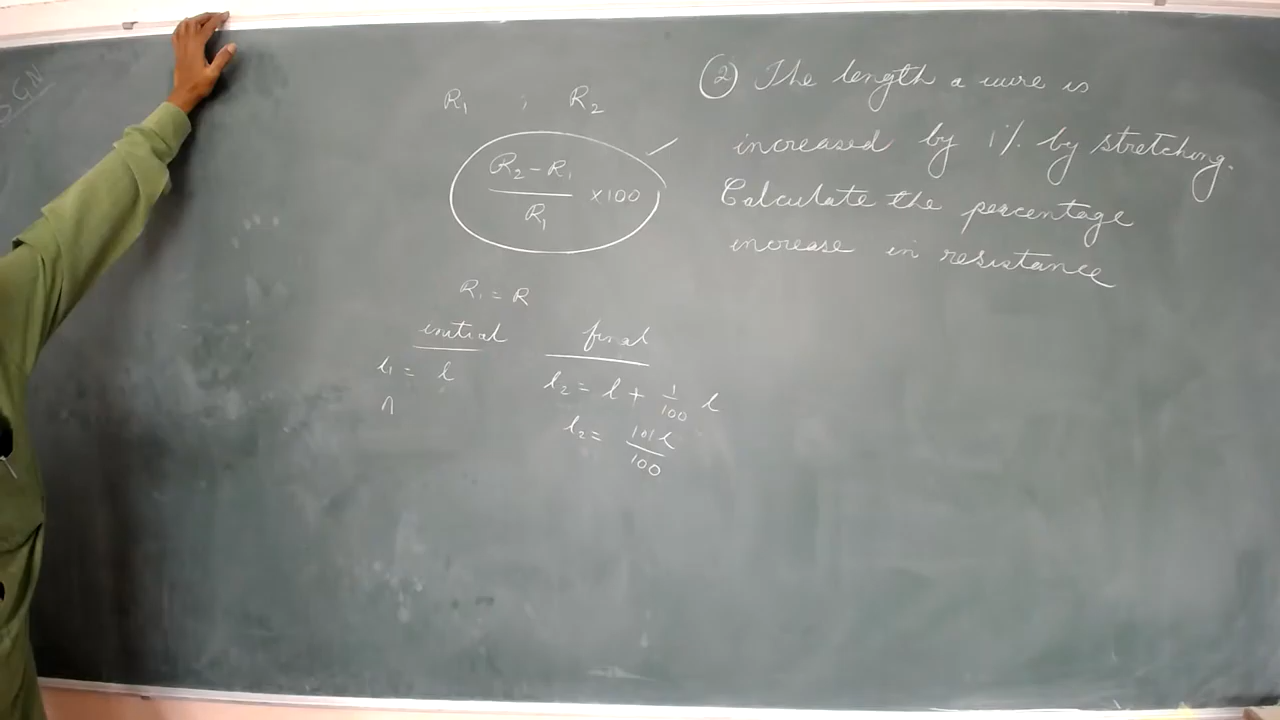 SGN
R₁ ; R₂
(R₂ - R₁)/R₁ × 100
R₁ = R
initial final
l₁ = l l₂ = l + 1/100 l
l₂ = 101l/100
② The length a wire is
increased by 1% by stretching.
Calculate the percentage
increase in resistance